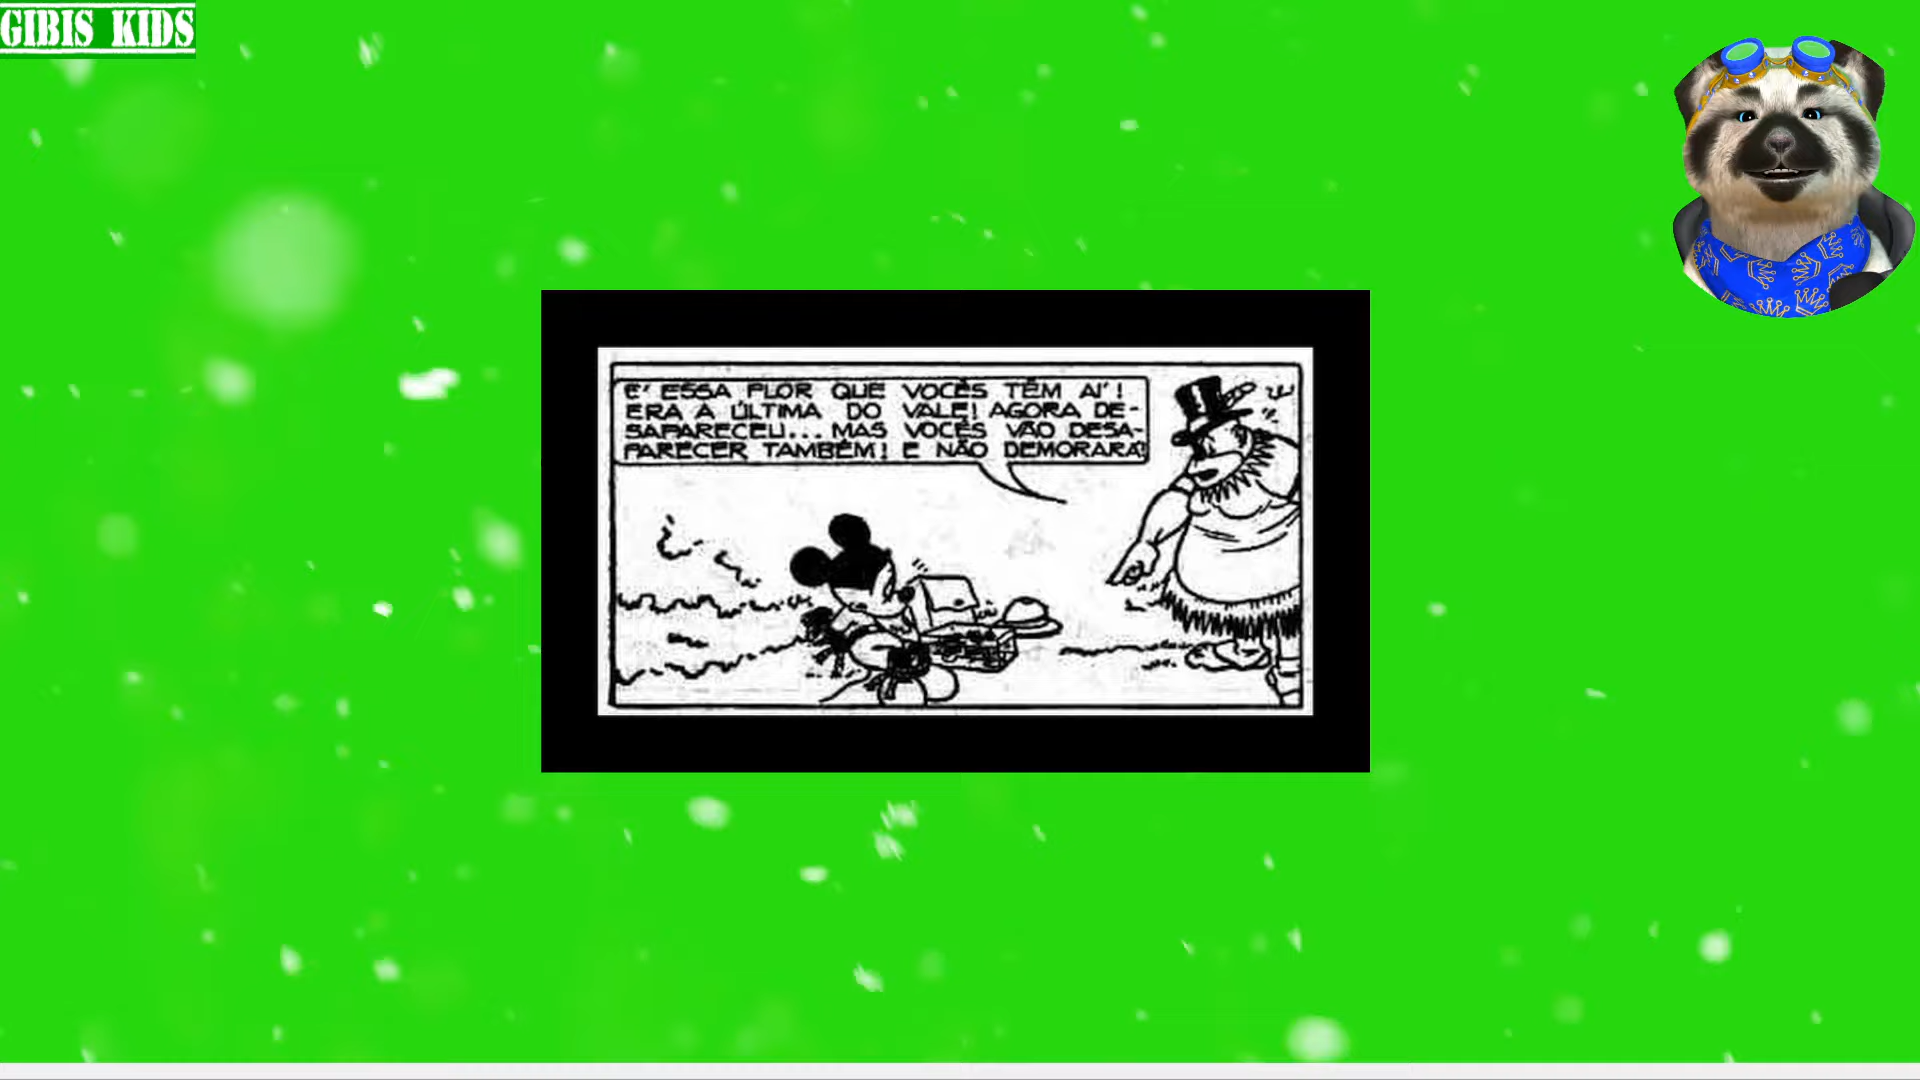 GIBIS KIDS
E' ESSA FLOR QUE VOCÊS TÊM AI'!
ERA A ÚLTIMA DO VALE! AGORA DE-
SAPARECEU... MAS VOCÊS VÃO DESA-
PARECER TAMBÉM! E NÃO DEMORARÁ!